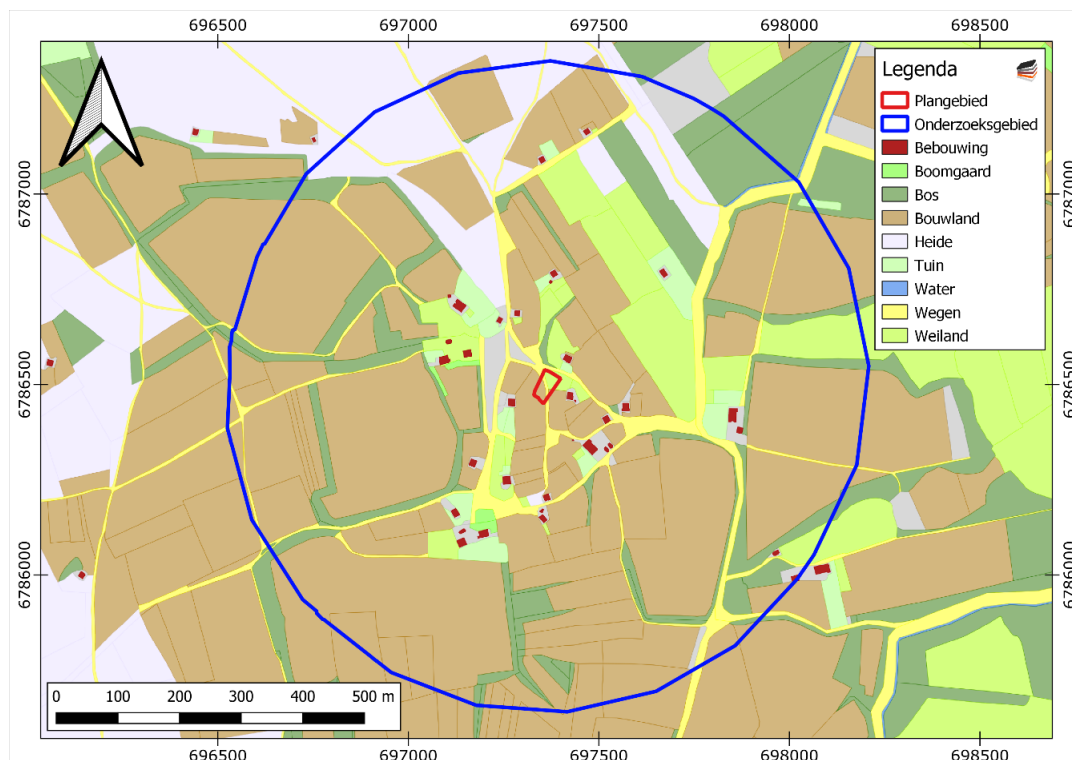 696500 697000 697500 698000 698500
Legenda
Plangebied
Onderzoeksgebied
Bebouwing
Boomgaard
Bos
Bouwland
Heide
Tuin
Water
Wegen
Weiland
6787000 6787000
6786500 6786500
6786000 6786000
0 100 200 300 400 500 m
696500 697000 697500 698000 698500